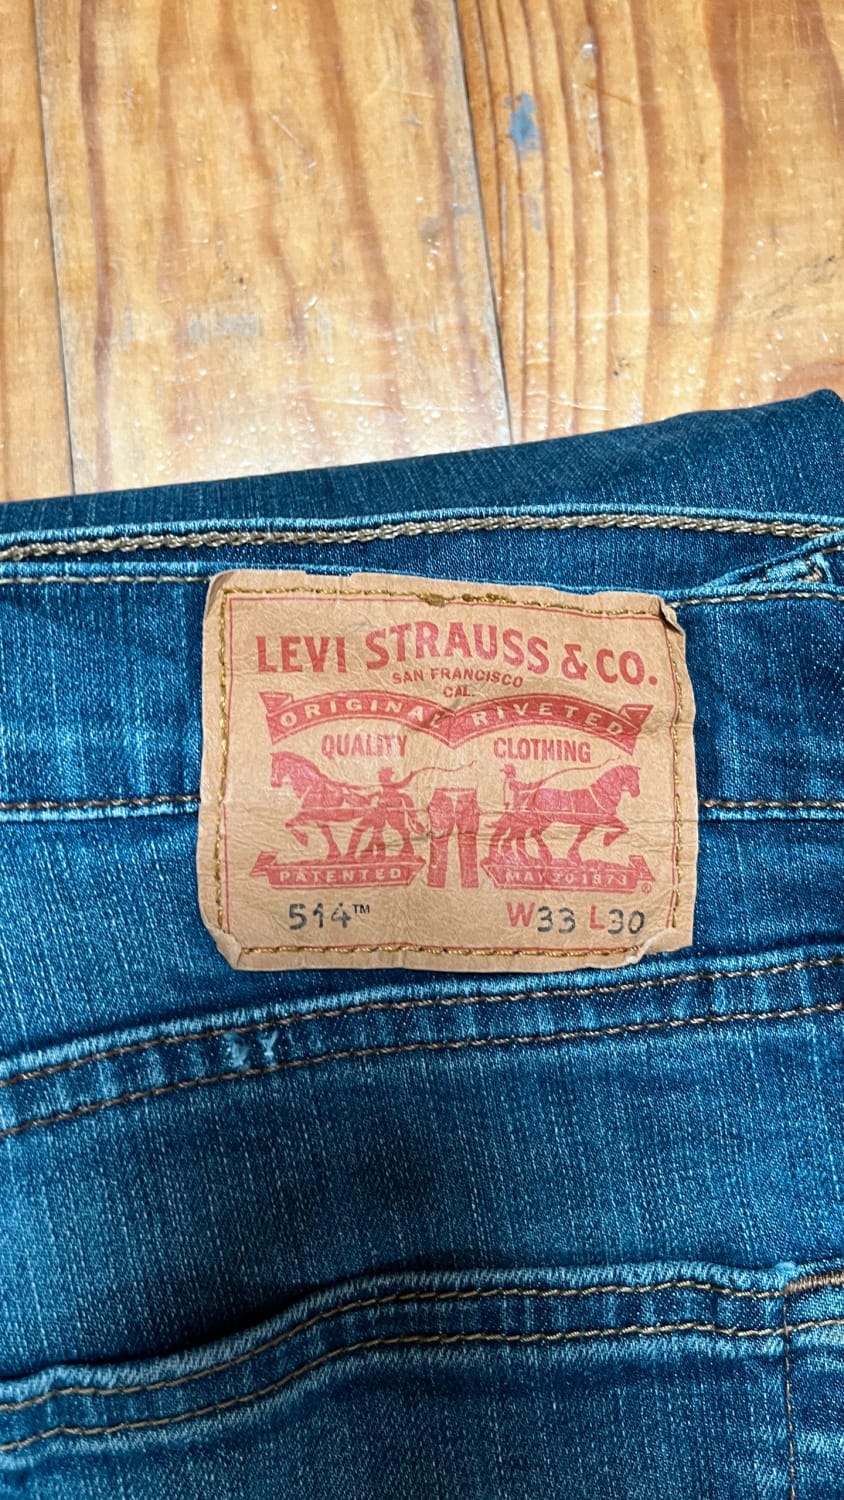 LEVI STRAUSS & CO.
SAN FRANCISCO
CAL.
ORIGINAL RIVETED
QUALITY CLOTHING
PATENTED MAY 20 1873 ®
514™ W33 L30